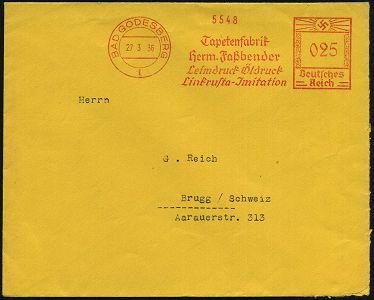 5548
BAD GODESBERG
27.3.36
1
Tapetenfabrik
Herm. Faßbender
Leimdruck Öldruck
Linkrusta-Imitation
025
Deutsches
Reich
Herrn
G. Reich
Brugg / Schweiz
Aarauerstr. 313